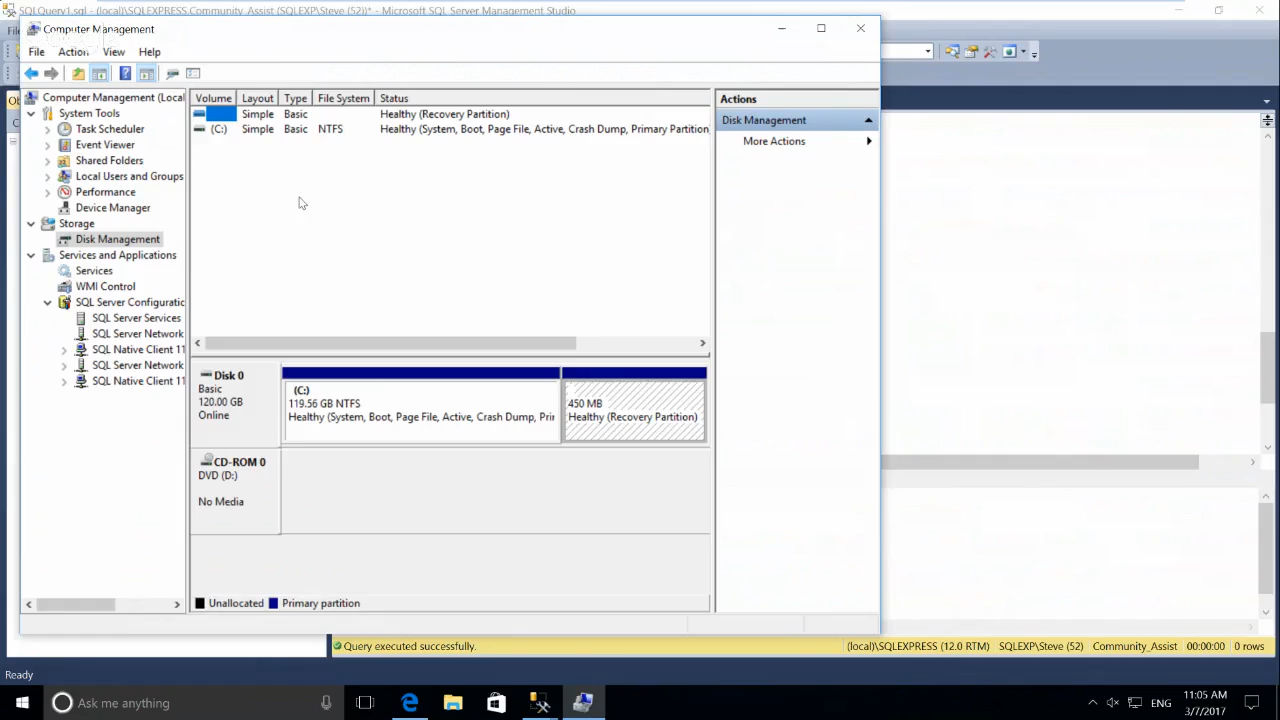 SQLQuery1.sql - (local)\SQLEXPRESS.Community_Assist (SQLEXP\Steve (52))* - Microsoft SQL Server Management Studio
Computer Management
File Action View Help
Computer Management (Local
System Tools
Task Scheduler
Event Viewer
Shared Folders
Local Users and Groups
Performance
Device Manager
Storage
Disk Management
Services and Applications
Services
WMI Control
SQL Server Configuratic
SQL Server Services
SQL Server Network
SQL Native Client 11
SQL Server Network
SQL Native Client 11
Volume Layout Type File System Status
Simple Basic Healthy (Recovery Partition)
(C:) Simple Basic NTFS Healthy (System, Boot, Page File, Active, Crash Dump, Primary Partition
Disk 0
Basic
120.00 GB
Online
(C:)
119.56 GB NTFS
Healthy (System, Boot, Page File, Active, Crash Dump, Pri
450 MB
Healthy (Recovery Partition)
CD-ROM 0
DVD (D:)
No Media
Unallocated Primary partition
Actions
Disk Management
More Actions
Query executed successfully. (local)\SQLEXPRESS (12.0 RTM) SQLEXP\Steve (52) Community_Assist 00:00:00 0 rows
Ready
Ask me anything
ENG
11:05 AM
3/7/2017